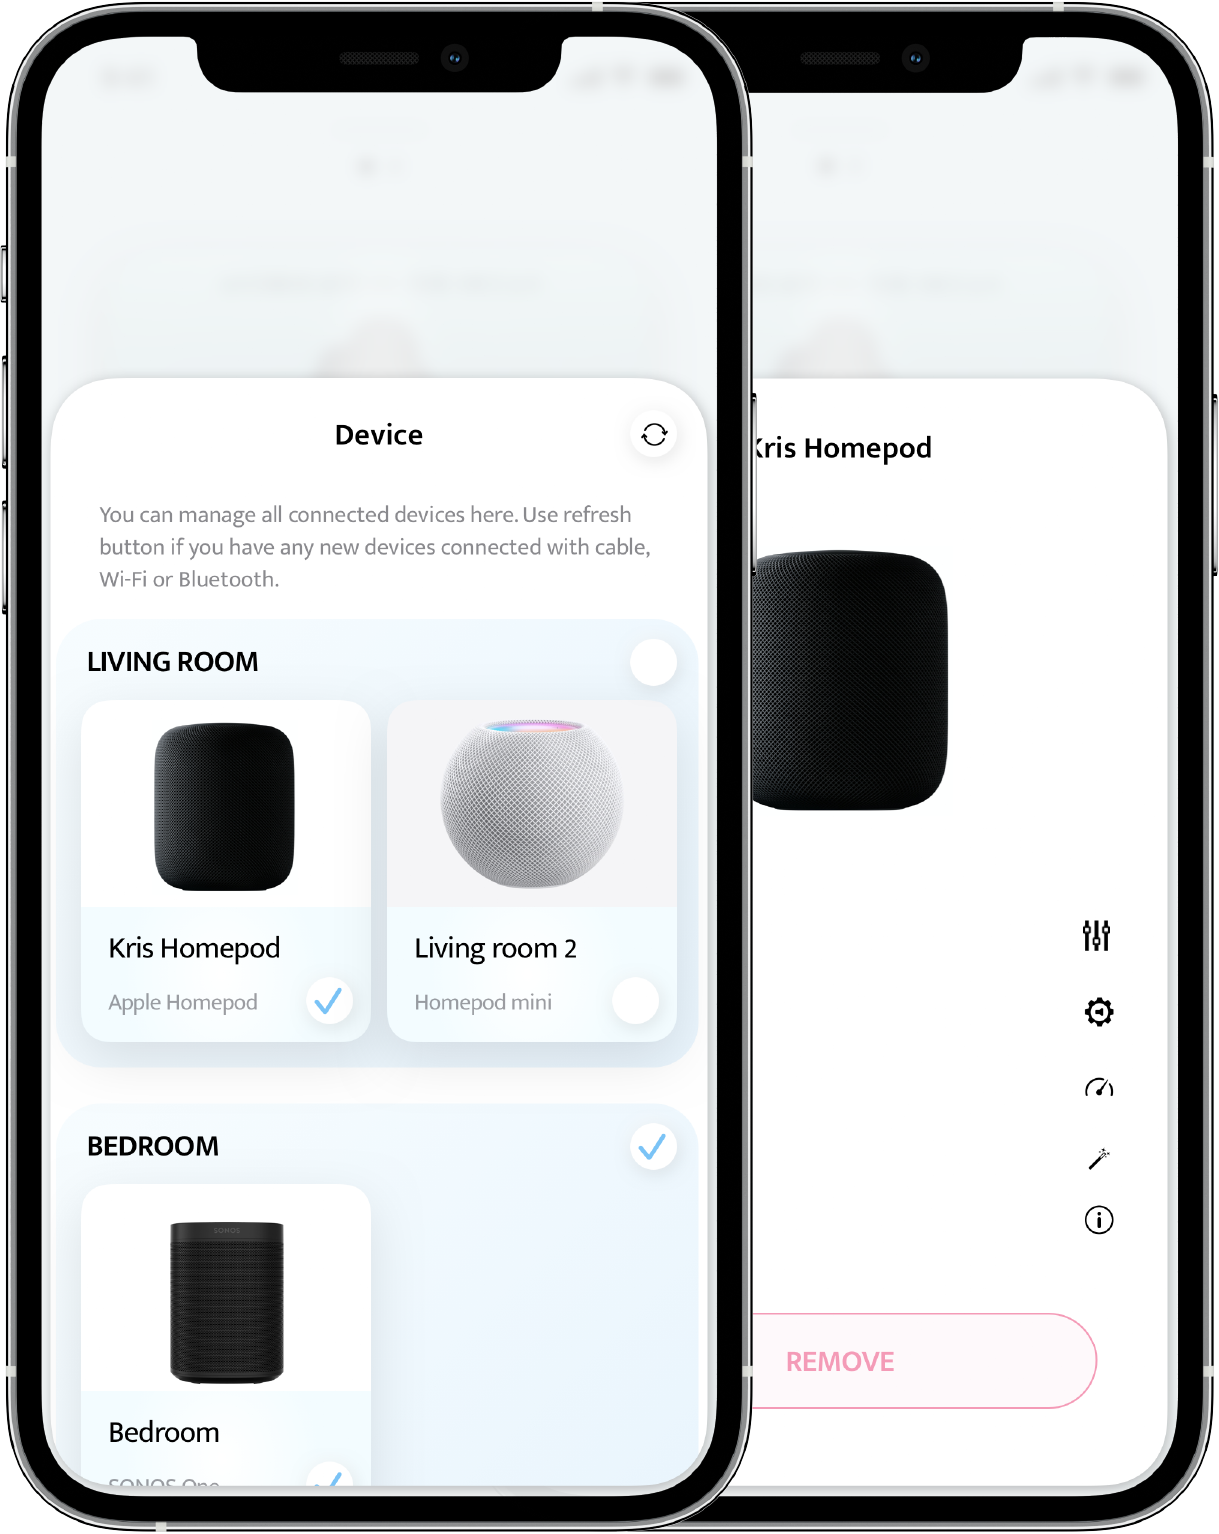 Device
You can manage all connected devices here. Use refresh
button if you have any new devices connected with cable,
Wi-Fi or Bluetooth.
LIVING ROOM
Kris Homepod
Apple Homepod
Living room 2
Homepod mini
BEDROOM
SONOS
Bedroom
SONOS One
Kris Homepod
REMOVE